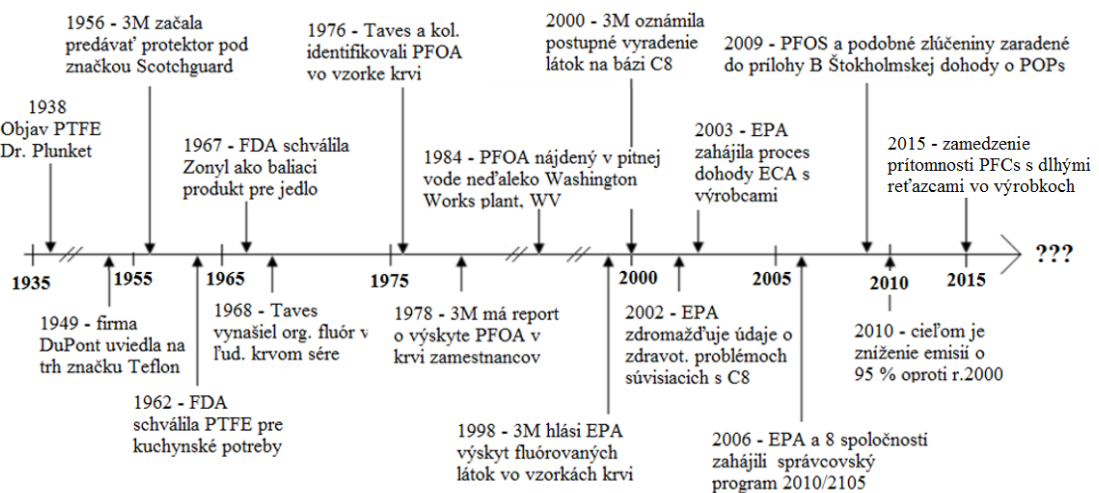 1938
Objav PTFE
Dr. Plunket
1956 - 3M začala
predávať protektor pod
značkou Scotchguard
1967 - FDA schválila
Zonyl ako baliaci
produkt pre jedlo
1976 - Taves a kol.
identifikovali PFOA
vo vzorke krvi
1984 - PFOA nájdený v pitnej
vode neďaleko Washington
Works plant, WV
2000 - 3M oznámila
postupné vyradenie
látok na bázi C8
2003 - EPA
zahájila proces
dohody ECA s
výrobcami
2009 - PFOS a podobné zlúčeniny zaradené
do prílohy B Štokholmskej dohody o POPs
2015 - zamedzenie
prítomnosti PFCs s dlhými
reťazcami vo výrobkoch
1935
1955
1965
1975
2000
2005
2010
2015
???
1949 - firma
DuPont uviedla na
trh značku Teflon
1962 - FDA
schválila PTFE pre
kuchynské potreby
1968 - Taves
vynašiel org. fluór v
ľud. krvom sére
1978 - 3M má report
o výskyte PFOA v
krvi zamestnancov
1998 - 3M hlási EPA
výskyt fluórovaných
látok vo vzorkách krvi
2002 - EPA
zdromažďuje údaje o
zdravot. problémoch
súvisiacich s C8
2006 - EPA a 8 spoločností
zahájili správcovský
program 2010/2105
2010 - cieľom je
zníženie emisií o
95 % oproti r.2000